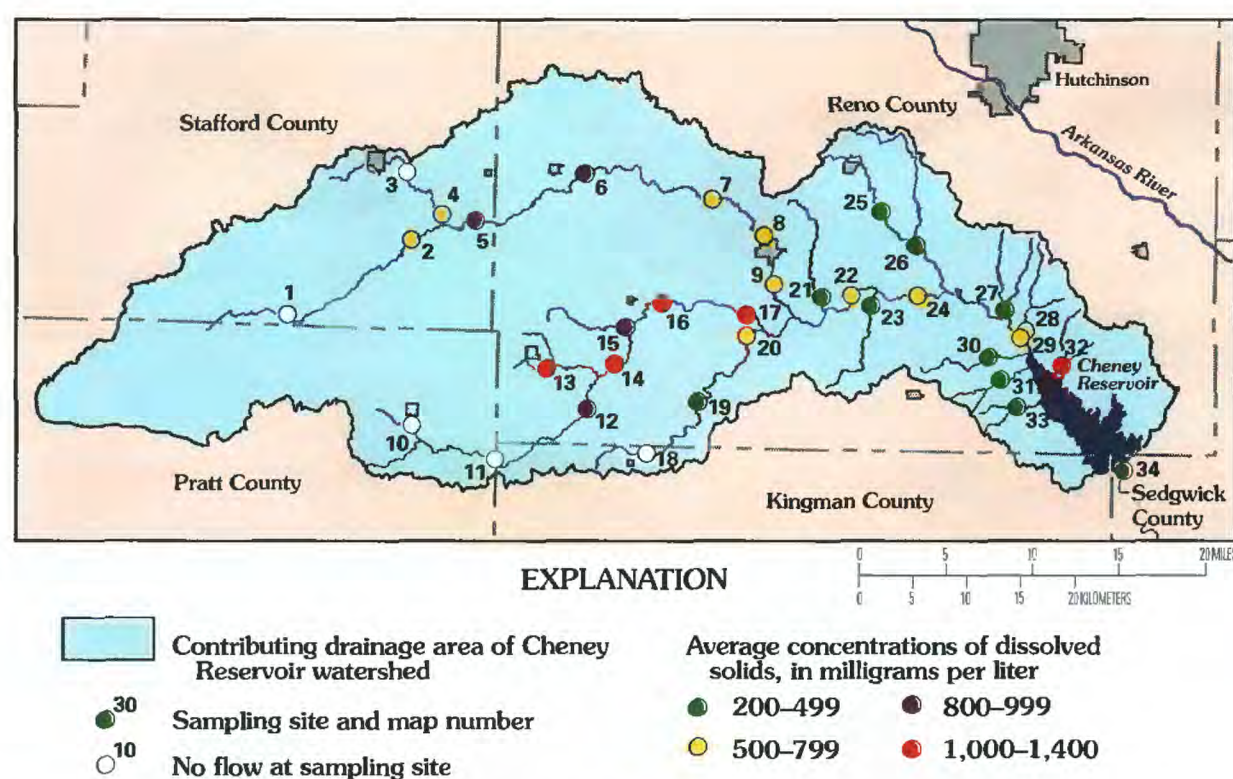 Hutchinson
Reno County
Stafford County
Arkansas River
3
6
4
7
5
25
8
2
26
9
1
21
22
24
27
16
17
23
28
15
20
29
32
30
Cheney
Reservoir
13
14
31
19
33
12
10
18
11
34
Pratt County
Kingman County
Sedgwick
County
EXPLANATION
0 5 10 15 20 MILES
0 5 10 15 20 KILOMETERS
Contributing drainage area of Cheney
Reservoir watershed
30
Sampling site and map number
10
No flow at sampling site
Average concentrations of dissolved
solids, in milligrams per liter
200–499
800–999
500–799
1,000–1,400